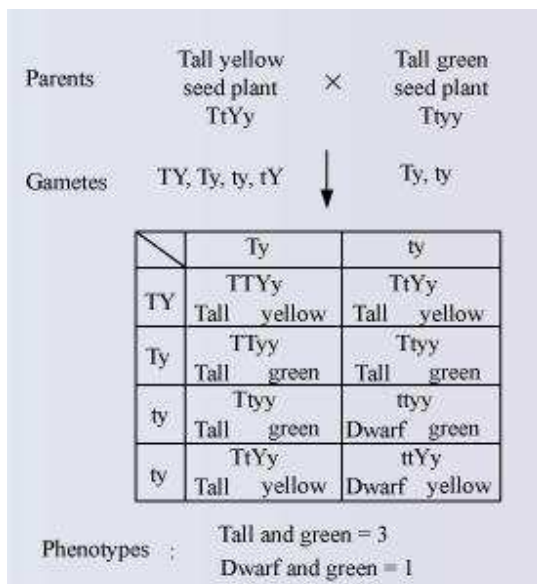 Parents
Tall yellow
seed plant
TtYy
×
Tall green
seed plant
Ttyy
Gametes
TY, Ty, ty, tY
Ty, ty
Ty ty
TY
TTYy
Tall yellow
TtYy
Tall yellow
Ty
TTyy
Tall green
Ttyy
Tall green
ty
Ttyy
Tall green
ttyy
Dwarf green
ty
TtYy
Tall yellow
ttYy
Dwarf yellow
Phenotypes :
Tall and green = 3
Dwarf and green = 1